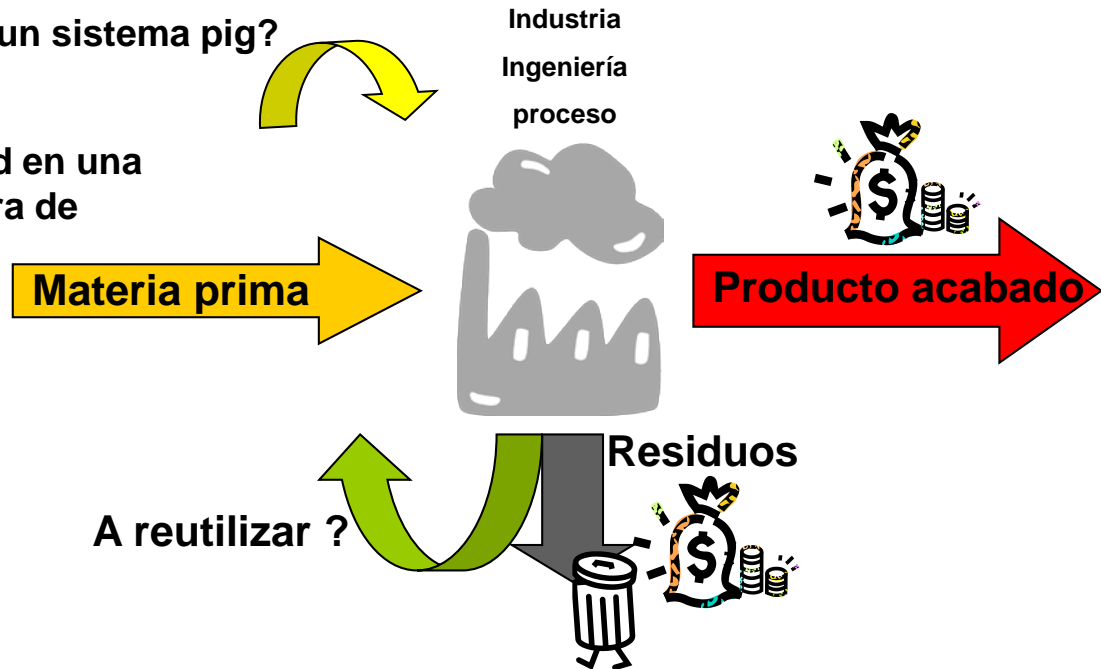 un sistema pig?
Industria
Ingeniería
proceso
d en una
ra de
Materia prima
Producto acabado
Residuos
A reutilizar ?
$
$